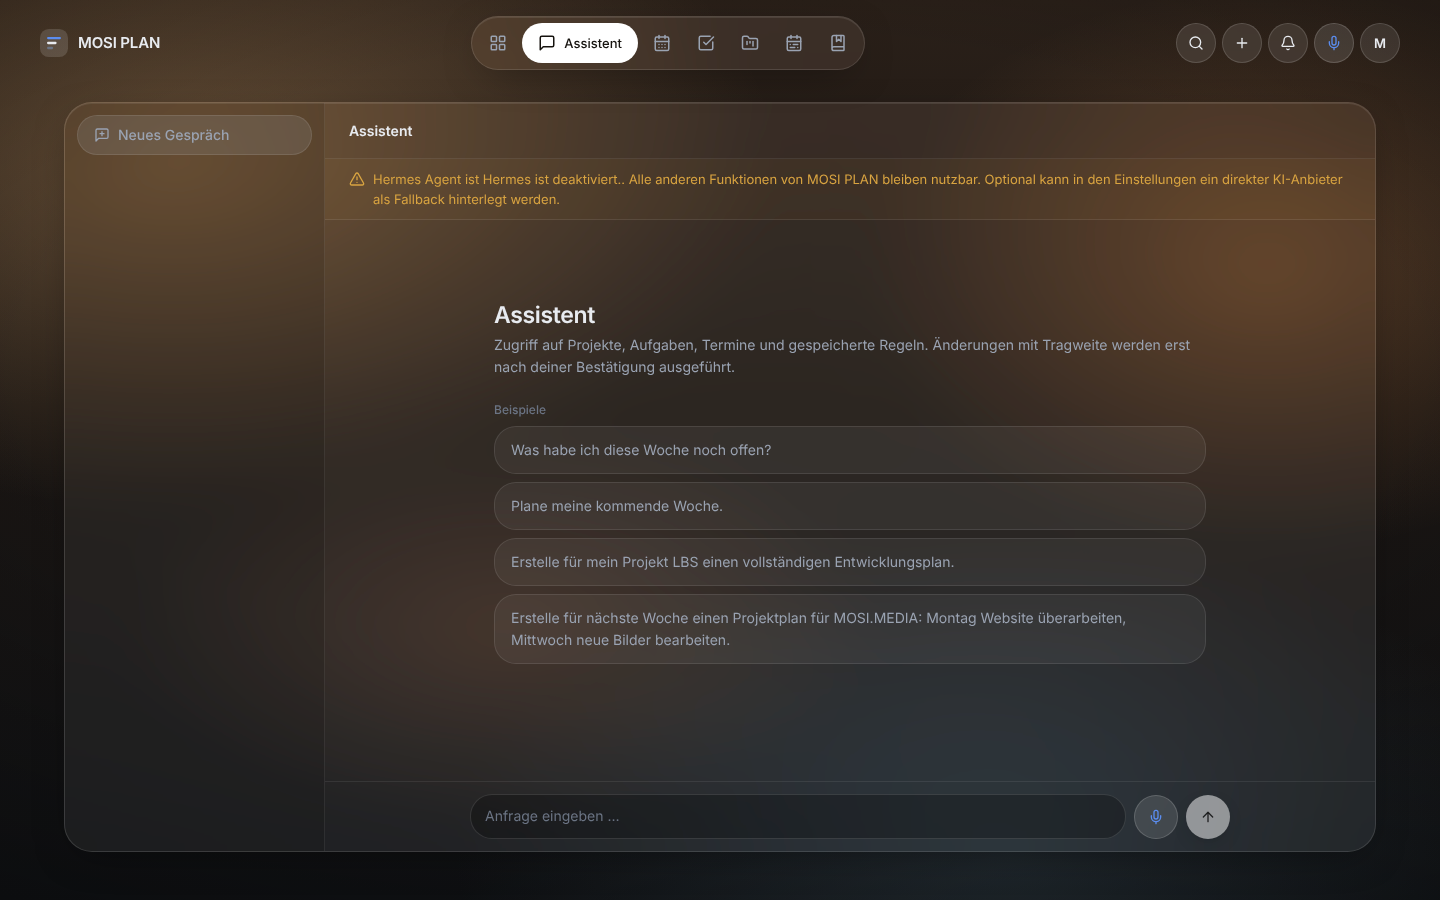 MOSI PLAN
Assistent
M
Neues Gespräch
Assistent
Hermes Agent ist Hermes ist deaktiviert.. Alle anderen Funktionen von MOSI PLAN bleiben nutzbar. Optional kann in den Einstellungen ein direkter KI-Anbieter
als Fallback hinterlegt werden.
Assistent
Zugriff auf Projekte, Aufgaben, Termine und gespeicherte Regeln. Änderungen mit Tragweite werden erst
nach deiner Bestätigung ausgeführt.
Beispiele
Was habe ich diese Woche noch offen?
Plane meine kommende Woche.
Erstelle für mein Projekt LBS einen vollständigen Entwicklungsplan.
Erstelle für nächste Woche einen Projektplan für MOSI.MEDIA: Montag Website überarbeiten,
Mittwoch neue Bilder bearbeiten.
Anfrage eingeben ...